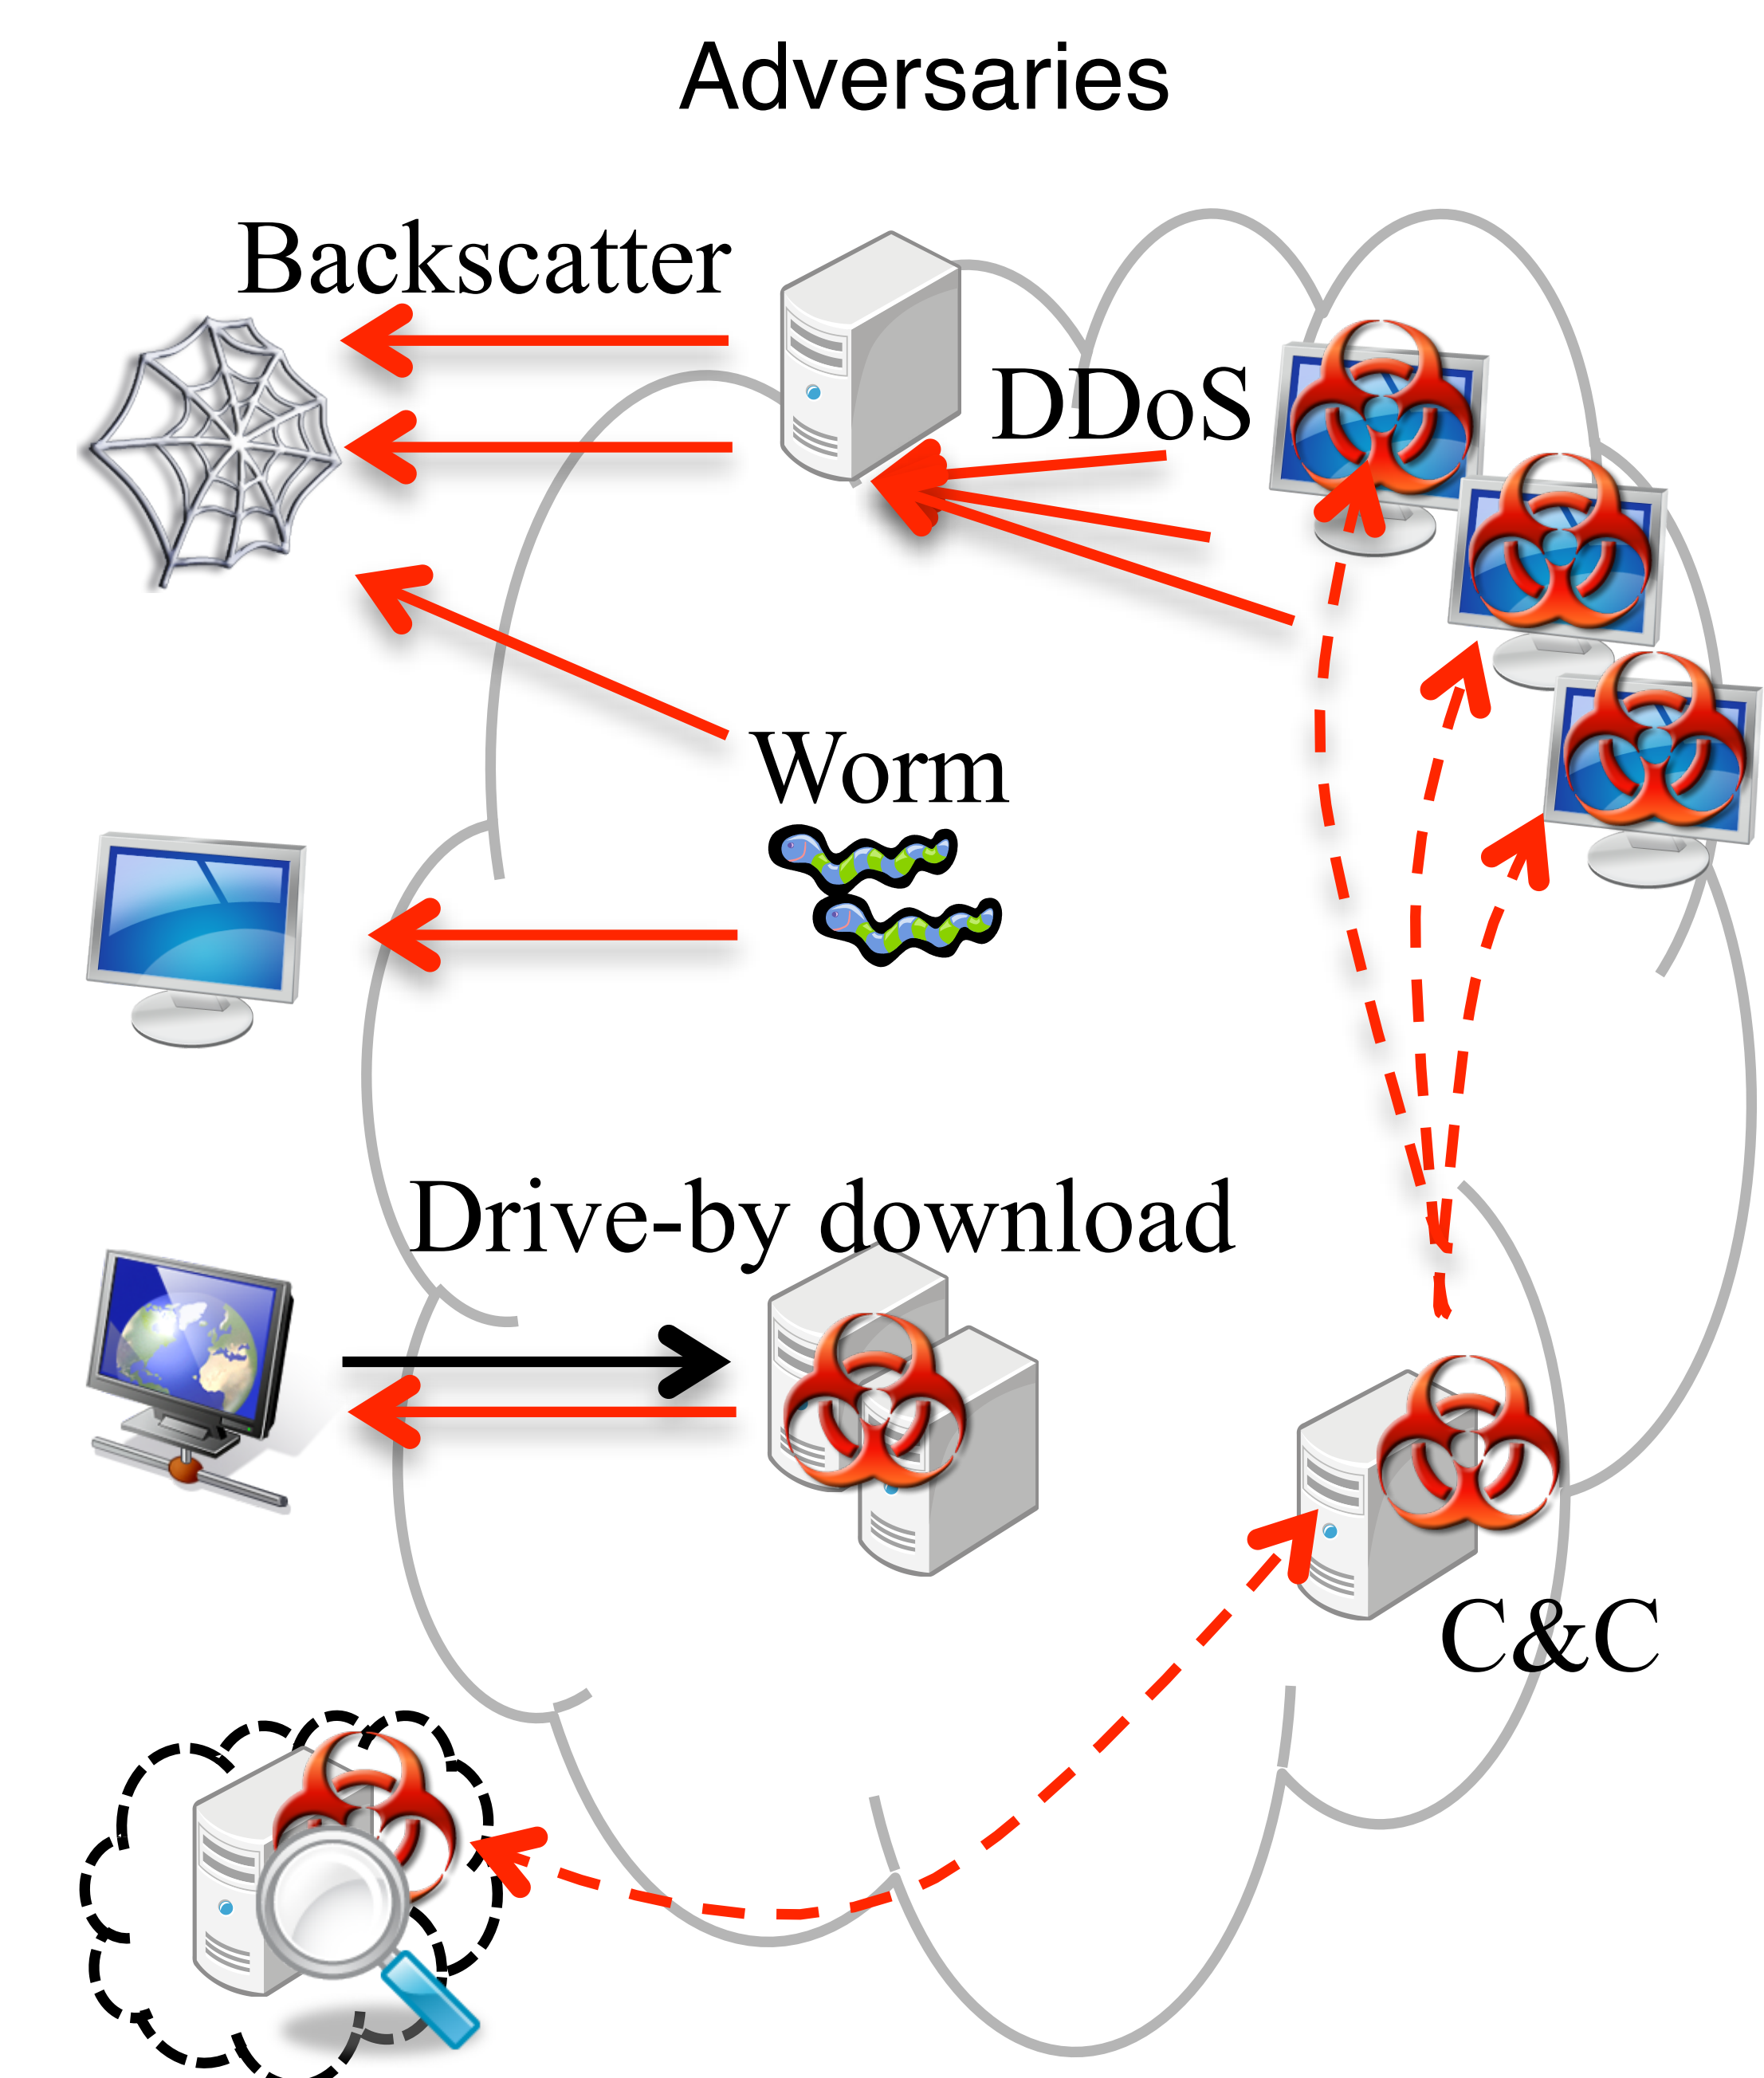 Adversaries
Backscatter
DDoS
Worm
Drive-by download
C&C